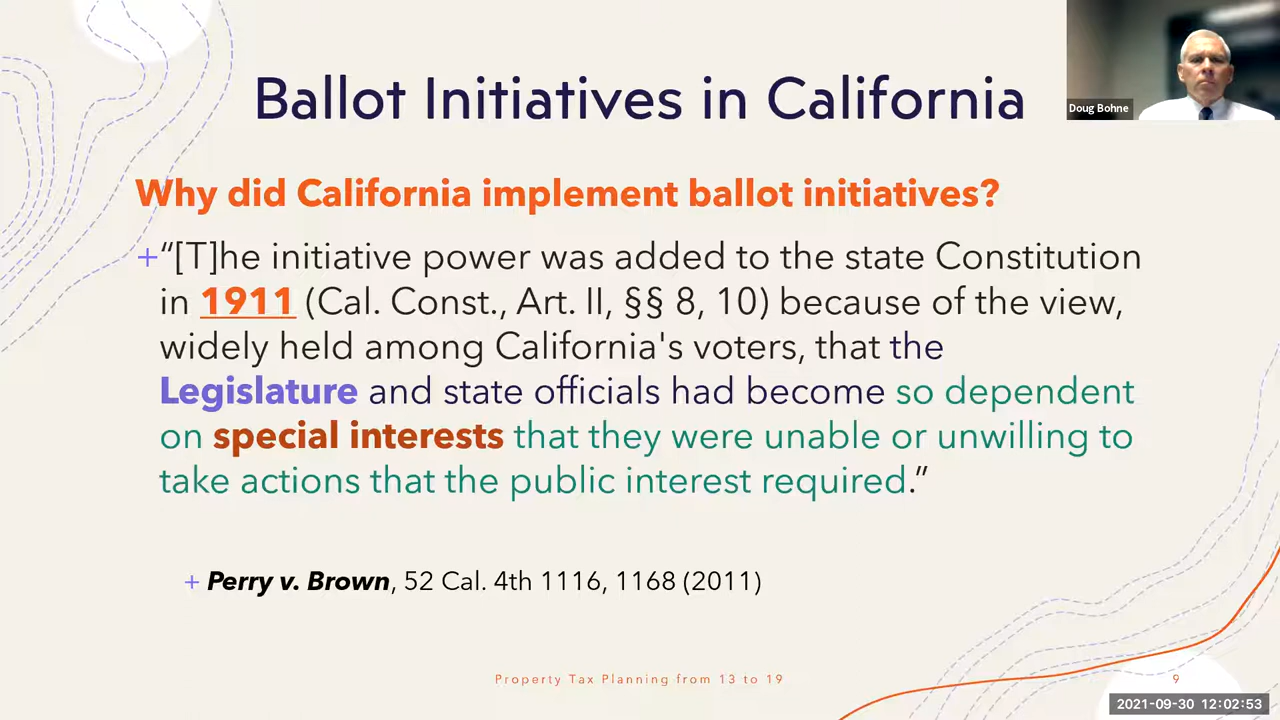 Ballot Initiatives in California
Doug Bohne
Why did California implement ballot initiatives?
+“[T]he initiative power was added to the state Constitution
in 1911 (Cal. Const., Art. II, §§ 8, 10) because of the view,
widely held among California's voters, that the
Legislature and state officials had become so dependent
on special interests that they were unable or unwilling to
take actions that the public interest required.”
+ Perry v. Brown, 52 Cal. 4th 1116, 1168 (2011)
Property Tax Planning from 13 to 19
9
2021-09-30 12:02:53